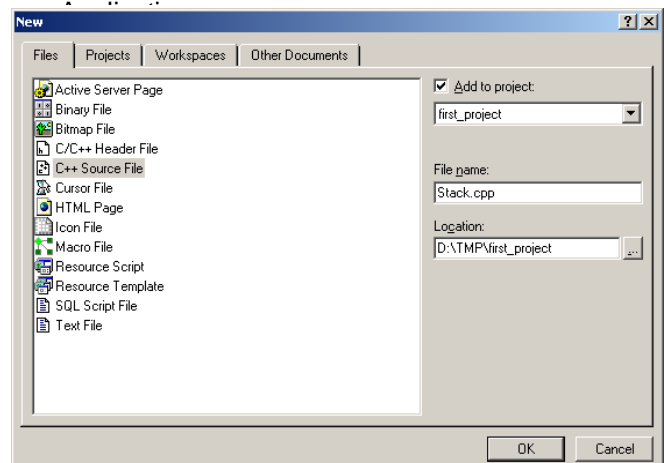 New
Files Projects Workspaces Other Documents
Active Server Page
Binary File
Bitmap File
C/C++ Header File
C++ Source File
Cursor File
HTML Page
Icon File
Macro File
Resource Script
Resource Template
SQL Script File
Text File
Add to project:
first_project
File name:
Stack.cpp
Location:
D:\TMP\first_project
...
OK Cancel